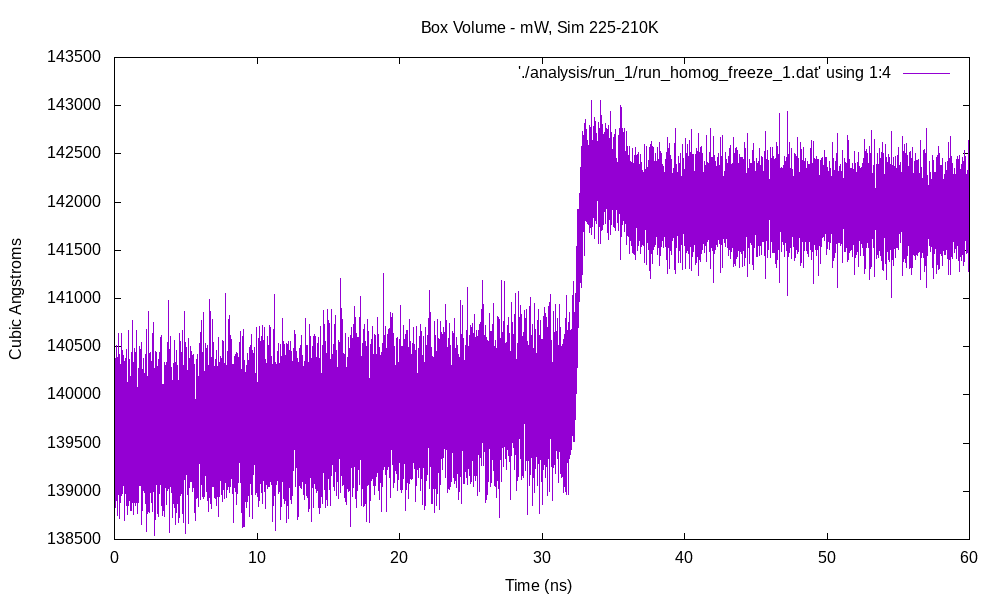 Box Volume - mW, Sim 225-210K
'./analysis/run_1/run_homog_freeze_1.dat' using 1:4
Cubic Angstroms
143500
143000
142500
142000
141500
141000
140500
140000
139500
139000
138500
0 10 20 30 40 50 60
Time (ns)